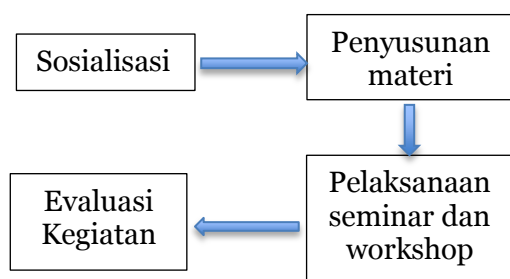 Sosialisasi
Penyusunan
materi
Pelaksanaan
seminar dan
workshop
Evaluasi
Kegiatan